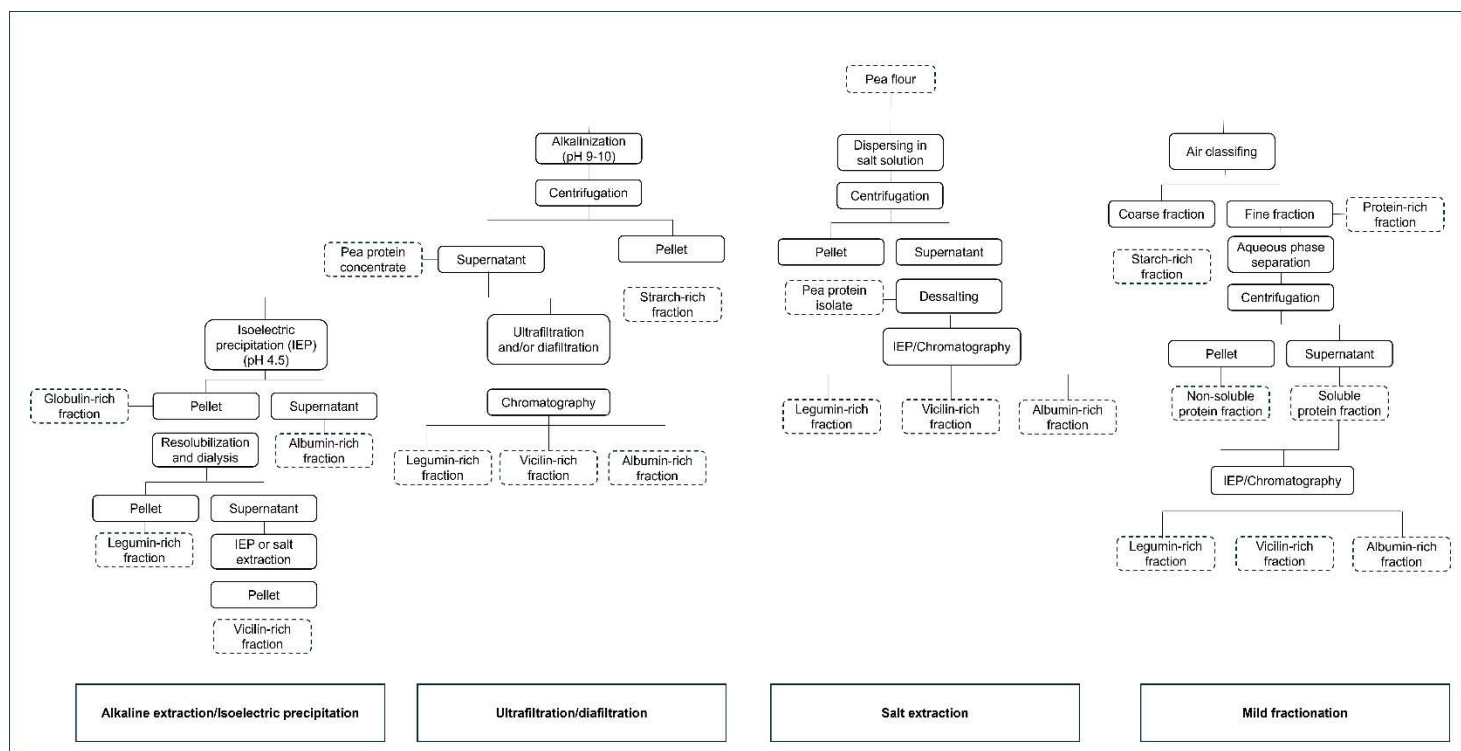 Pea flour
Alkalinization
(pH 9-10)
Centrifugation
Pea protein
concentrate
Supernatant
Pellet
Strarch-rich
fraction
Isoelectric
precipitation (IEP)
(pH 4.5)
Globulin-rich
fraction
Pellet
Supernatant
Albumin-rich
fraction
Resolubilization
and dialysis
Pellet
Supernatant
Legumin-rich
fraction
IEP or salt
extraction
Pellet
Vicilin-rich
fraction
Ultrafiltration
and/or diafiltration
Chromatography
Legumin-rich
fraction
Vicilin-rich
fraction
Albumin-rich
fraction
Dispersing in
salt solution
Centrifugation
Pellet
Supernatant
Pea protein
isolate
Dessalting
IEP/Chromatography
Legumin-rich
fraction
Vicilin-rich
fraction
Albumin-rich
fraction
Air classifing
Coarse fraction
Fine fraction
Protein-rich
fraction
Starch-rich
fraction
Aqueous phase
separation
Centrifugation
Pellet
Supernatant
Non-soluble
protein fraction
Soluble
protein fraction
IEP/Chromatography
Legumin-rich
fraction
Vicilin-rich
fraction
Albumin-rich
fraction
Alkaline extraction/Isoelectric precipitation
Ultrafiltration/diafiltration
Salt extraction
Mild fractionation